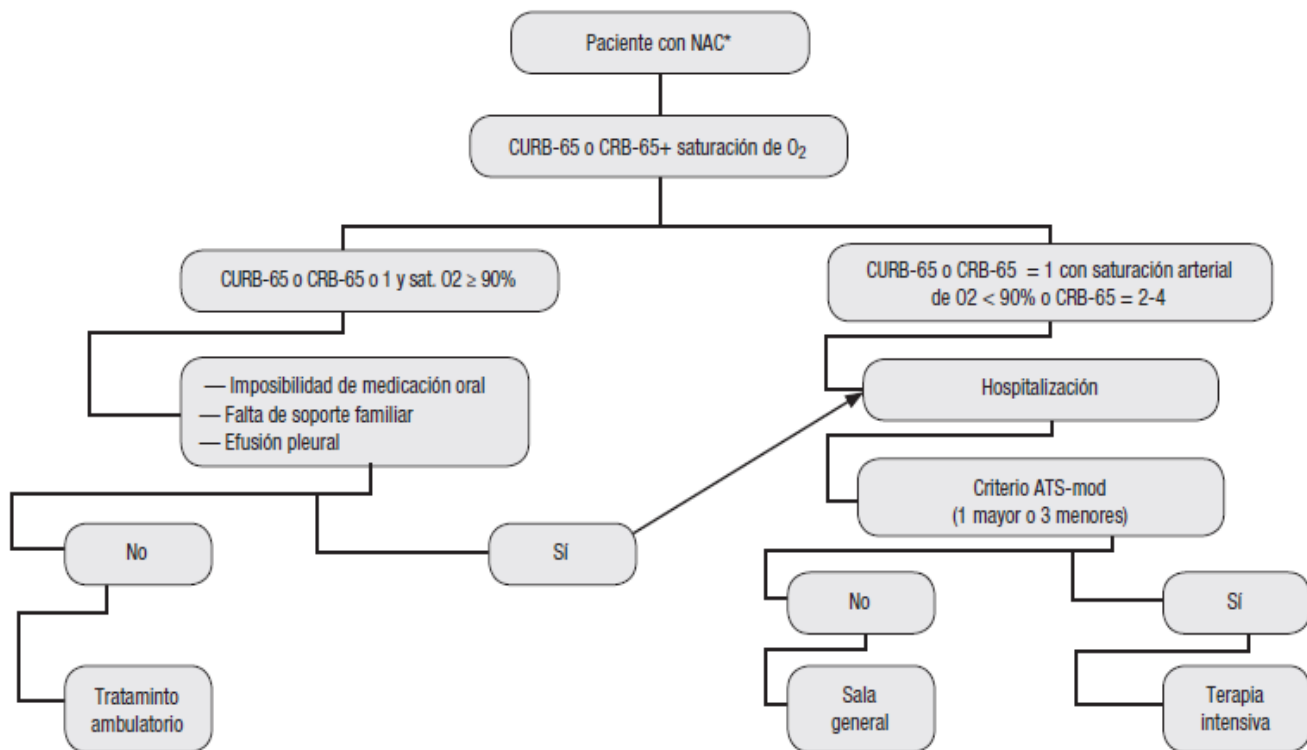 Paciente con NAC*
CURB-65 o CRB-65+ saturación de O2
CURB-65 o CRB-65 o 1 y sat. O2 ≥ 90%
CURB-65 o CRB-65 = 1 con saturación arterial
de O2 < 90% o CRB-65 = 2-4
— Imposibilidad de medicación oral
— Falta de soporte familiar
— Efusión pleural
Hospitalización
Criterio ATS-mod
(1 mayor o 3 menores)
No
Sí
No
Sí
Trataminto
ambulatorio
Sala
general
Terapia
intensiva